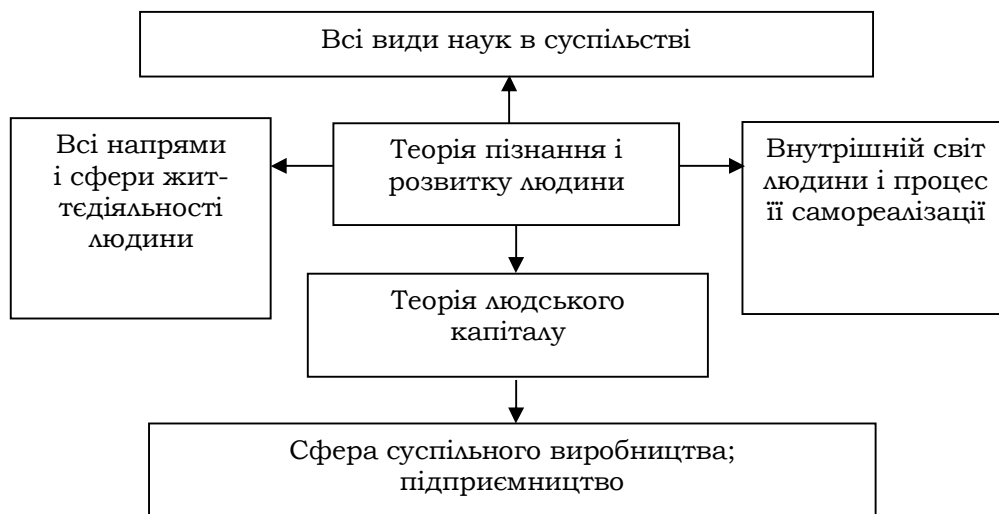 Всі види наук в суспільстві
Всі напрями
і сфери жит-
тєдіяльності
людини
Теорія пізнання і
розвитку людини
Внутрішній світ
людини і процес
її самореалізації
Теорія людського
капіталу
Сфера суспільного виробництва;
підприємництво